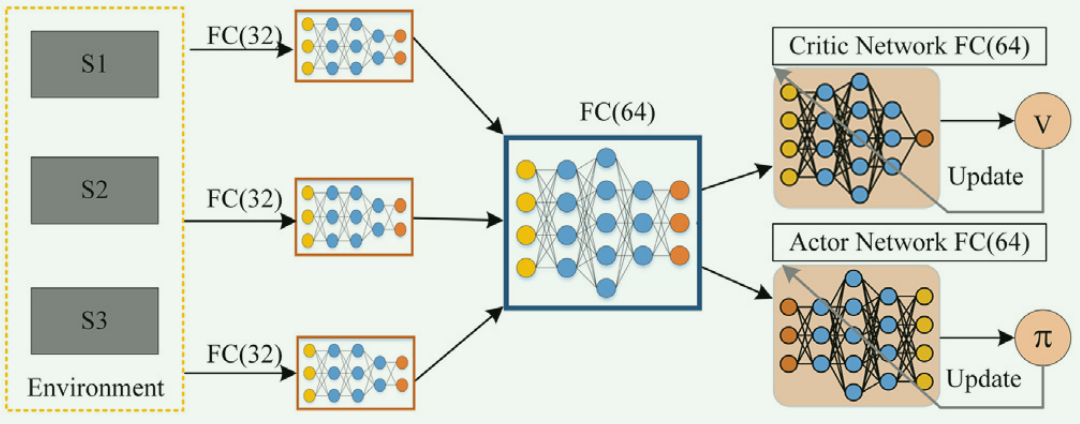 S1
S2
S3
Environment
FC(32)
FC(32)
FC(32)
FC(64)
Critic Network FC(64)
V
Update
Actor Network FC(64)
π
Update